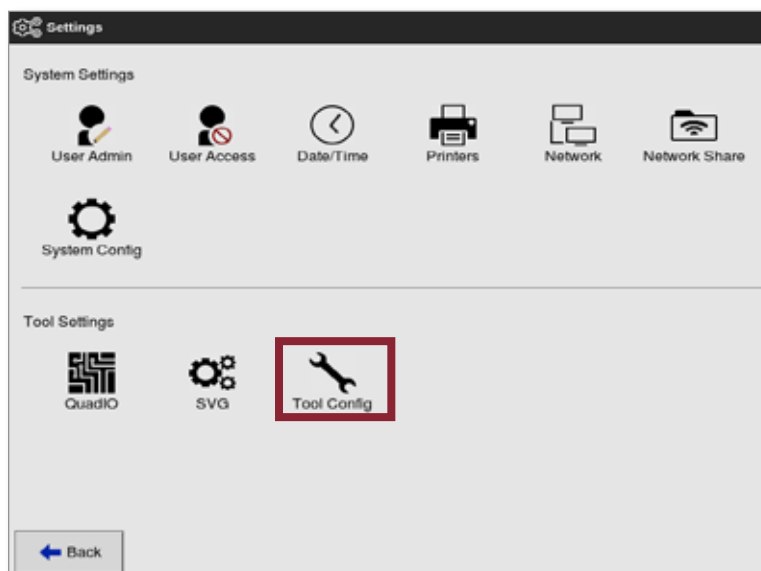 Settings
System Settings
User Admin User Access Date/Time Printers Network Network Share
System Config
Tool Settings
QuadIO SVG Tool Config
Back